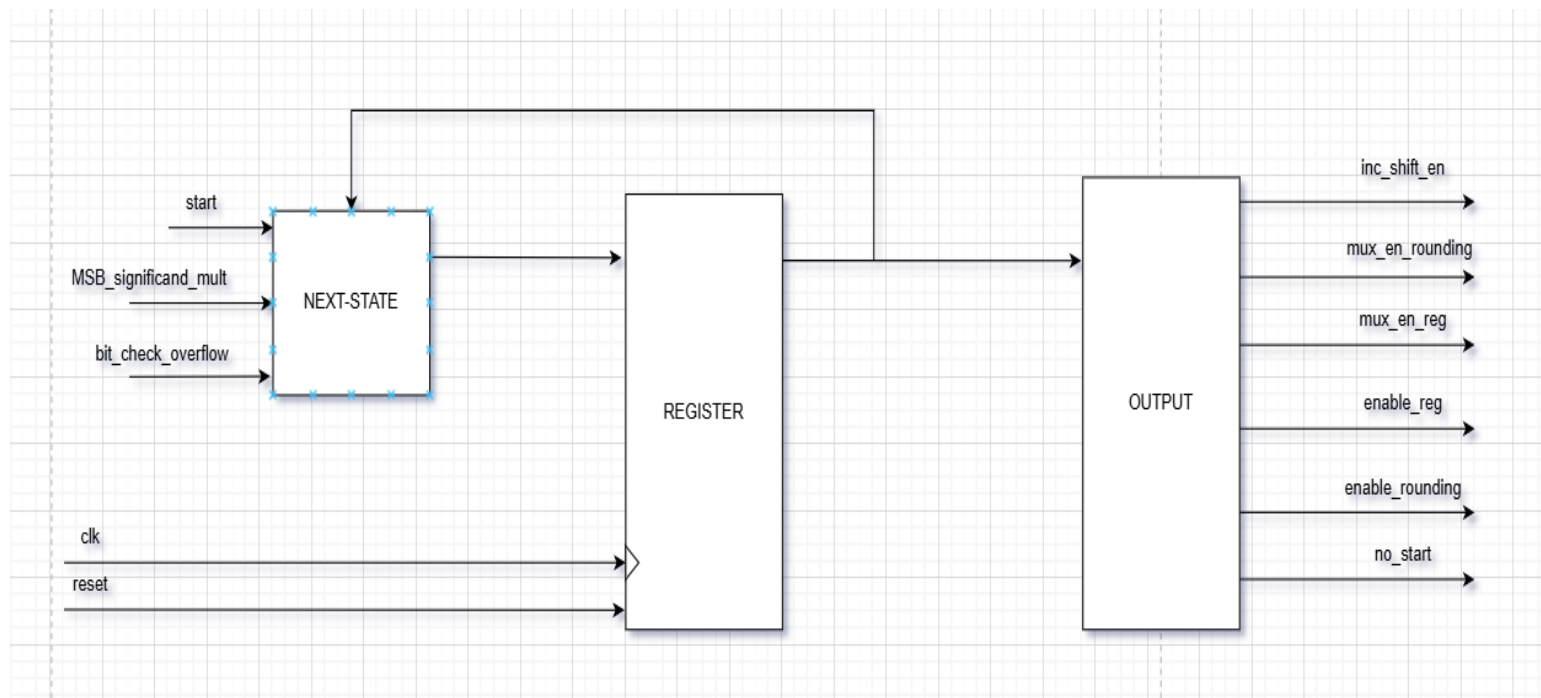 start
MSB_significand_mult
bit_check_overflow
NEXT-STATE
clk
reset
REGISTER
OUTPUT
inc_shift_en
mux_en_rounding
mux_en_reg
enable_reg
enable_rounding
no_start